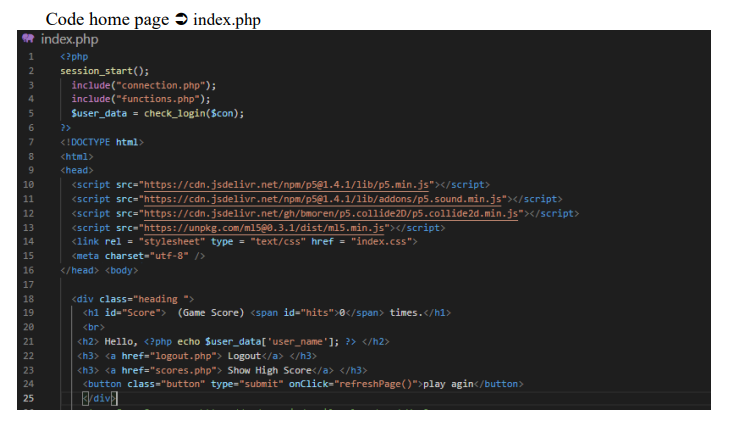 Code home page ➲ index.php
index.php
1 <?php
2 session_start();
3 include("connection.php");
4 include("functions.php");
5 $user_data = check_login($con);
6 ?>
7 <!DOCTYPE html>
8 <html>
9 <head>
10 <script src="https://cdn.jsdelivr.net/npm/p5@1.4.1/lib/p5.min.js"></script>
11 <script src="https://cdn.jsdelivr.net/npm/p5@1.4.1/lib/addons/p5.sound.min.js"></script>
12 <script src="https://cdn.jsdelivr.net/gh/bmoren/p5.collide2D/p5.collide2d.min.js"></script>
13 <script src="https://unpkg.com/ml5@0.3.1/dist/ml5.min.js"></script>
14 <link rel = "stylesheet" type = "text/css" href = "index.css">
15 <meta charset="utf-8" />
16 </head> <body>
17
18 <div class="heading ">
19 <h1 id="Score"> (Game Score) <span id="hits">0</span> times.</h1>
20 <br>
21 <h2> Hello, <?php echo $user_data['user_name']; ?> </h2>
22 <h3> <a href="logout.php"> Logout</a> </h3>
23 <h3> <a href="scores.php"> Show High Score</a> </h3>
24 <button class="button" type="submit" onClick="refreshPage()">play agin</button>
25 </div>